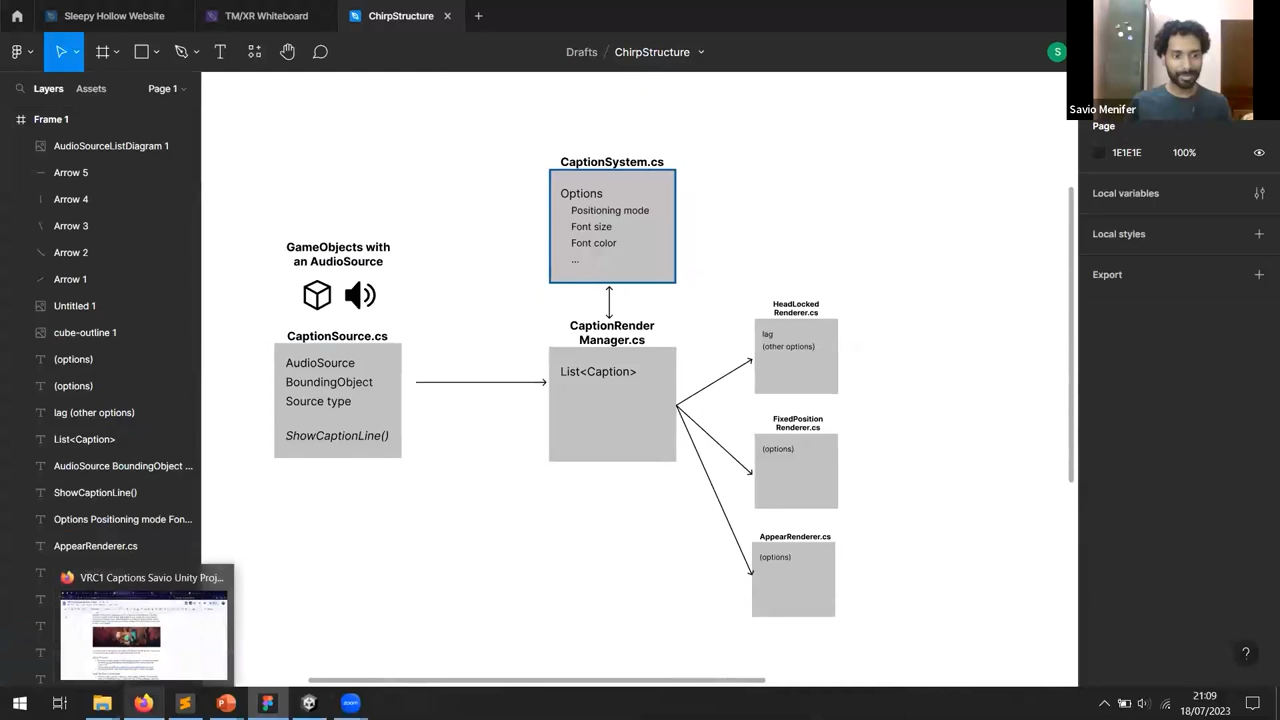 Sleepy Hollow Website
TM/XR Whiteboard
ChirpStructure
Drafts / ChirpStructure
S
Savio Menifer
Layers
Assets
Page 1
Frame 1
AudioSourceListDiagram 1
Arrow 5
Arrow 4
Arrow 3
Arrow 2
Arrow 1
Untitled 1
cube-outline 1
(options)
(options)
lag (other options)
List<Caption>
AudioSource BoundingObject ...
ShowCaptionLine()
Options Positioning mode Fon...
AppearRenderer.cs
VRC1 Captions Savio Unity Proj...
GameObjects with
an AudioSource
CaptionSource.cs
AudioSource
BoundingObject
Source type
ShowCaptionLine()
CaptionSystem.cs
Options
Positioning mode
Font size
Font color
...
CaptionRender
Manager.cs
List<Caption>
HeadLocked
Renderer.cs
lag
(other options)
FixedPosition
Renderer.cs
(options)
AppearRenderer.cs
(options)
Page
1E1E1E
100%
Local variables
Local styles
Export
?
zoom
21:09
18/07/2023